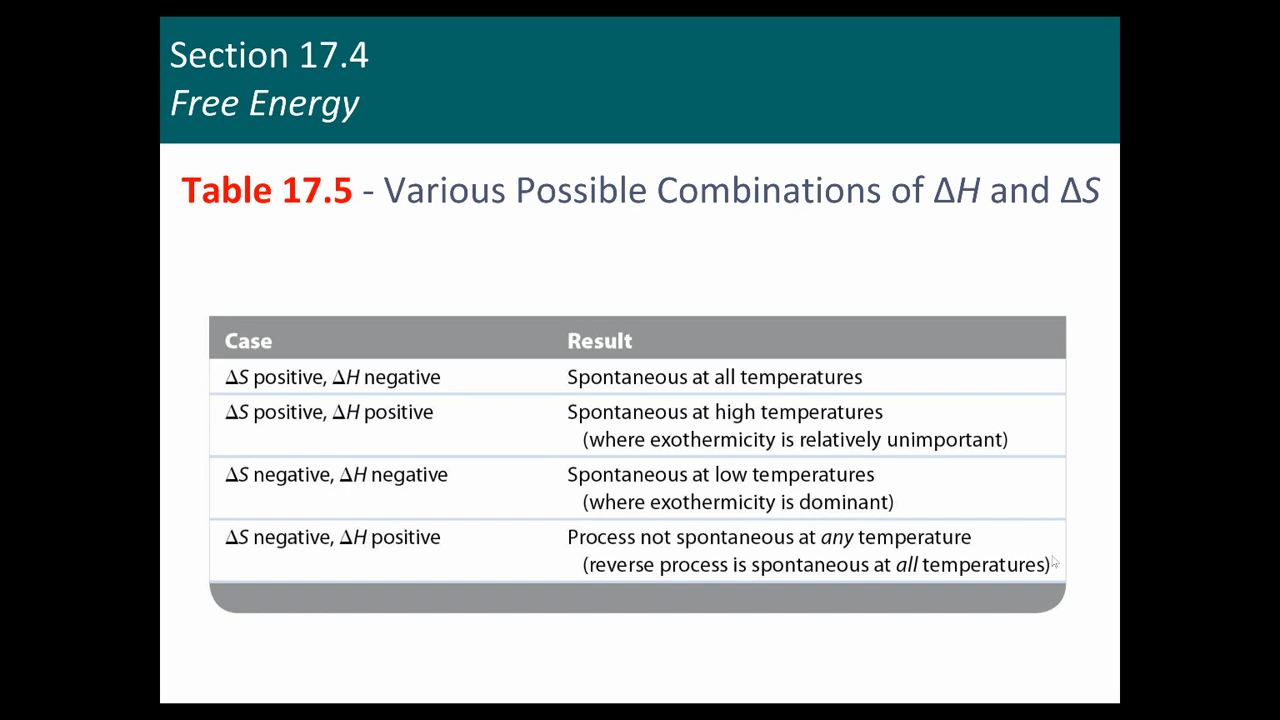 Section 17.4
Free Energy
Table 17.5 - Various Possible Combinations of ΔH and ΔS
Case Result
ΔS positive, ΔH negative Spontaneous at all temperatures
ΔS positive, ΔH positive Spontaneous at high temperatures
(where exothermicity is relatively unimportant)
ΔS negative, ΔH negative Spontaneous at low temperatures
(where exothermicity is dominant)
ΔS negative, ΔH positive Process not spontaneous at any temperature
(reverse process is spontaneous at all temperatures)